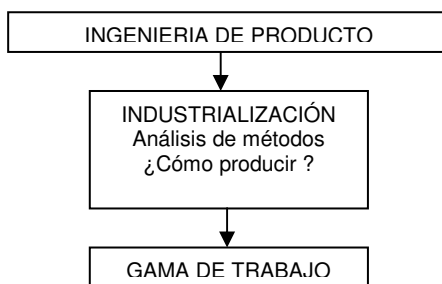 INGENIERIA DE PRODUCTO
INDUSTRIALIZACIÓN
Análisis de métodos
¿Cómo producir ?
GAMA DE TRABAJO